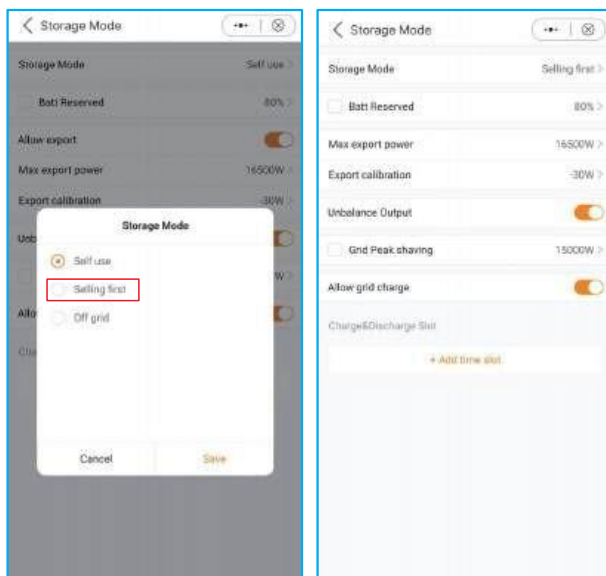 Storage Mode
Storage Mode Self use >
Batt Reserved 80% >
Allow export
Max export power 16500W >
Export calibration -30W >
Storage Mode
Self use
Selling first
Off grid
Cancel Save
Storage Mode
Storage Mode Selling first >
Batt Reserved 80% >
Max export power 16500W >
Export calibration -30W >
Unbalance Output
Grid Peak shaving 15000W >
Allow grid charge
Charge&Discharge Slot
+ Add time slot